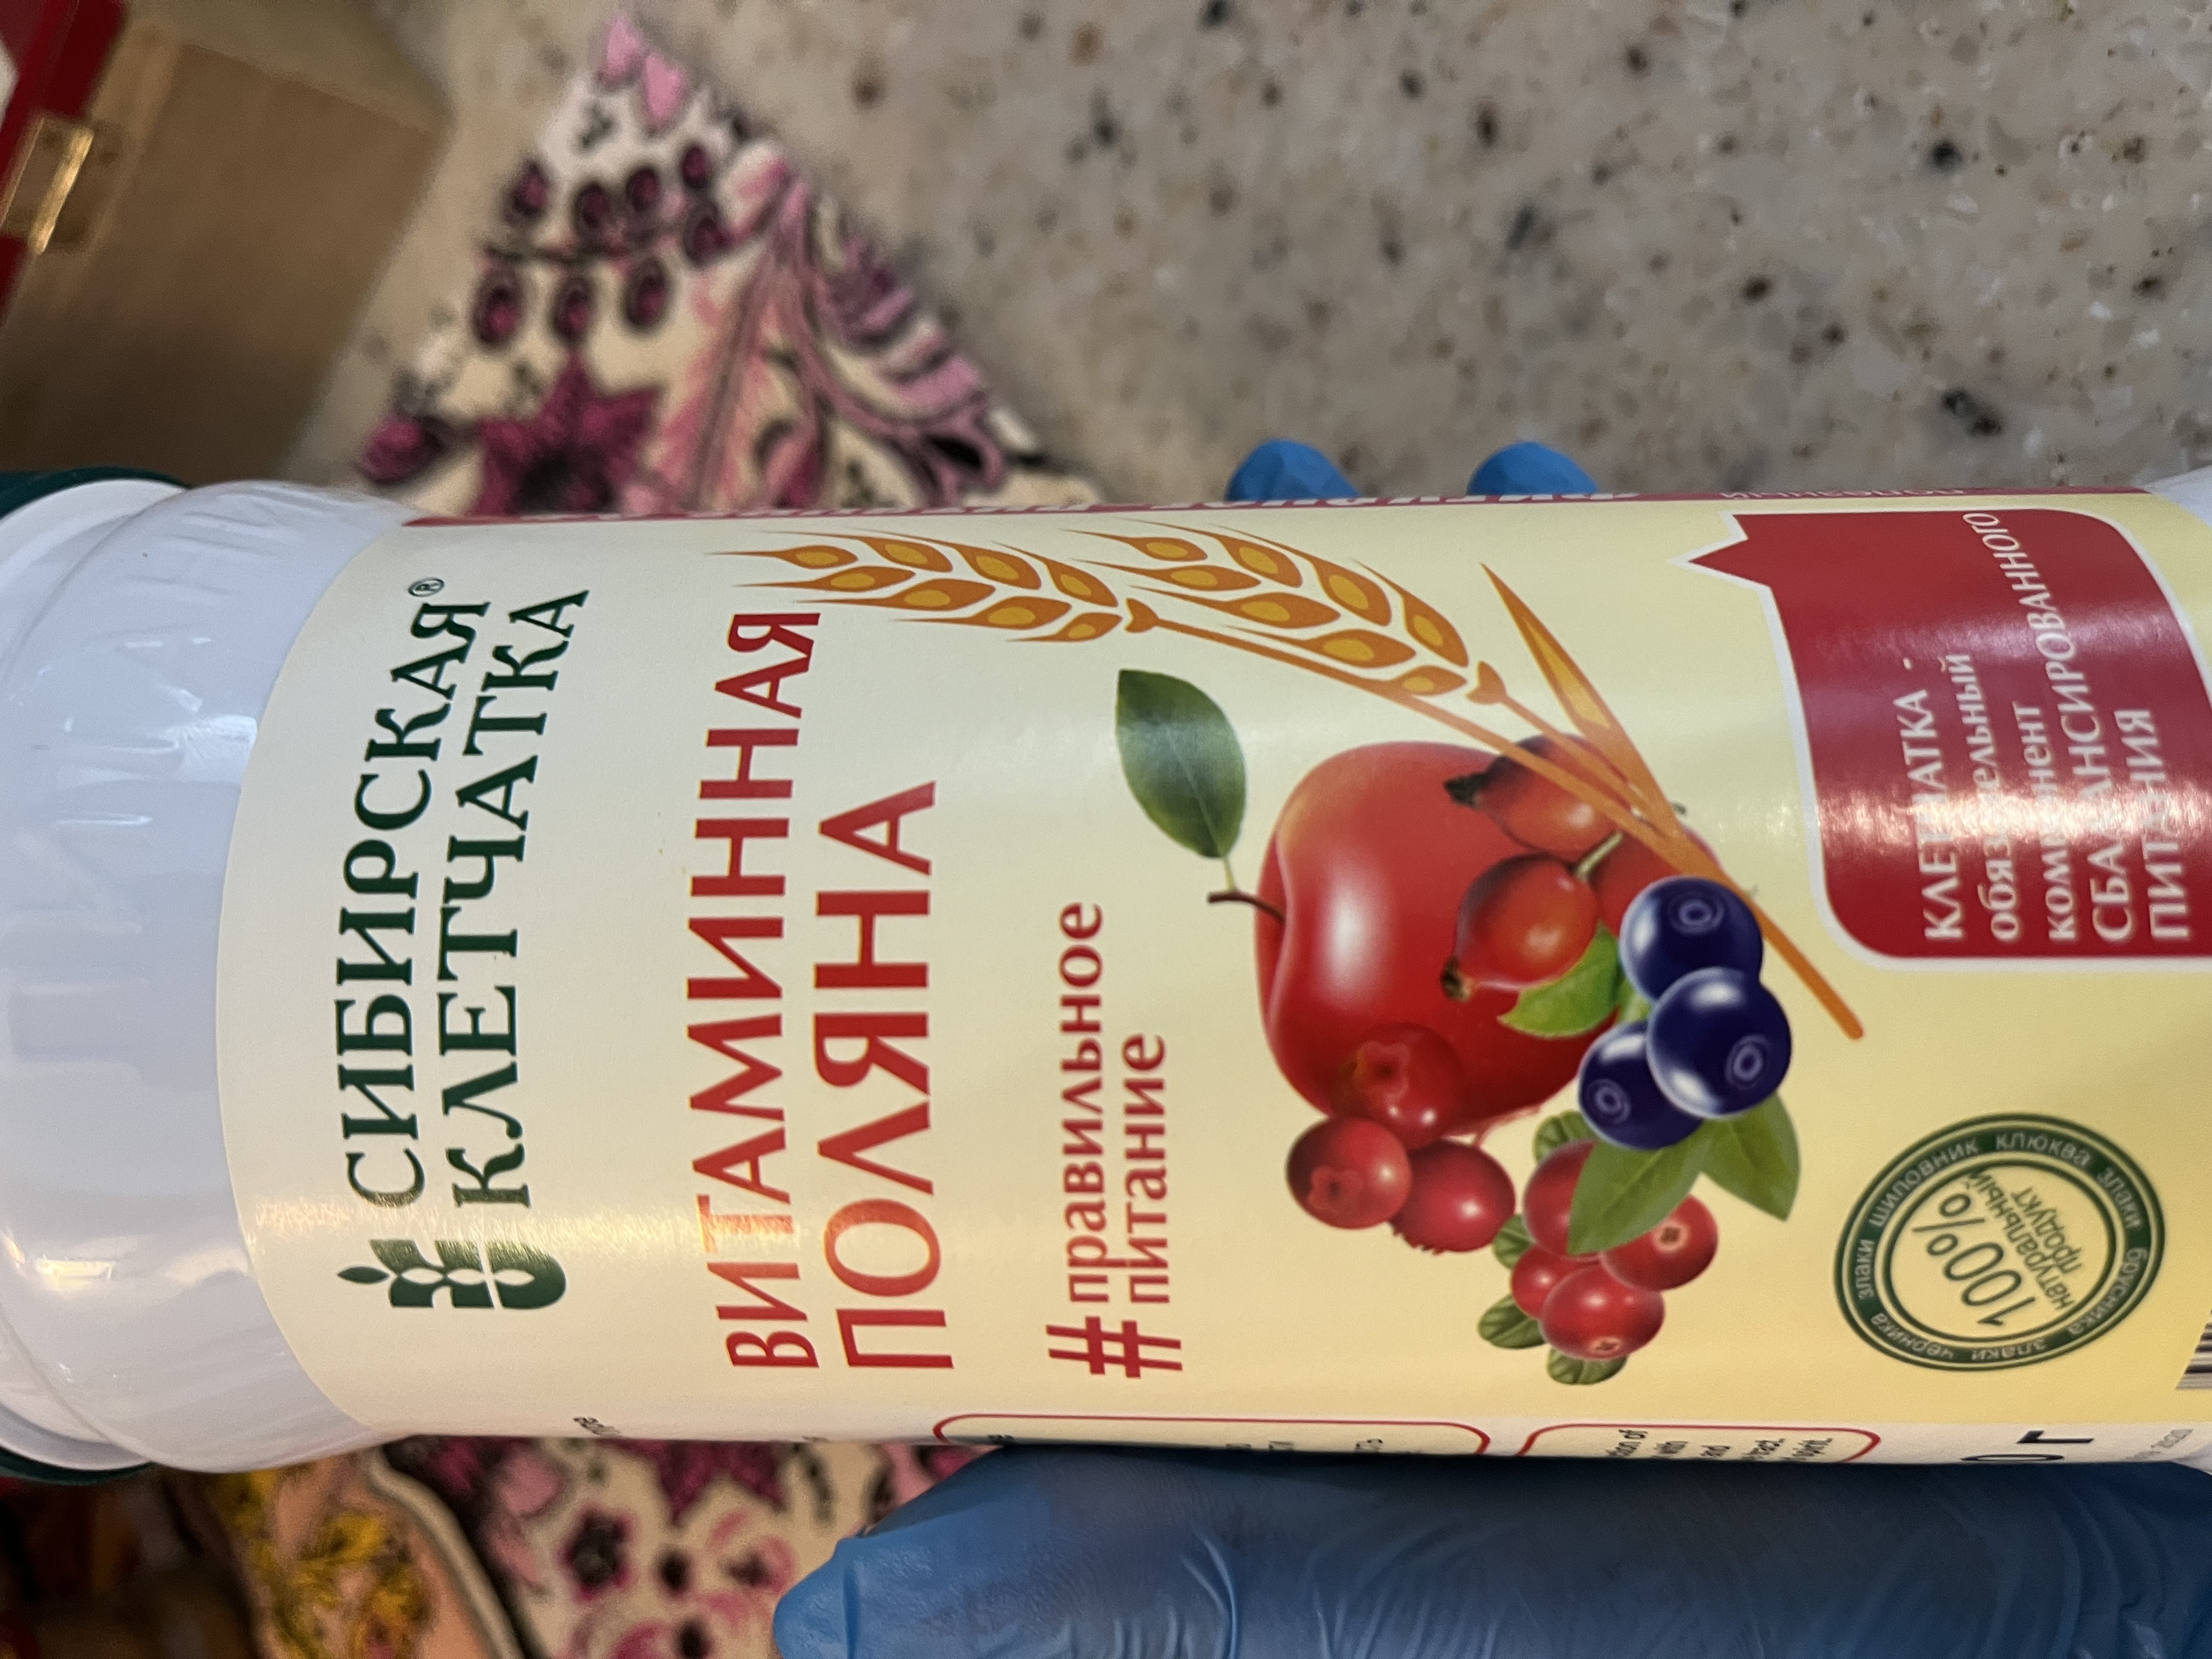 СИБИРСКАЯ®
КЛЕТЧАТКА
ВИТАМИННАЯ
ПОЛЯНА
#правильное
#питание
КЛЕТЧАТКА -
обязательный
компонент
СБАЛАНСИРОВАННОГО
ПИТАНИЯ
злаки шиповник клюква злаки брусника злаки черника
100%
натуральный
продукт